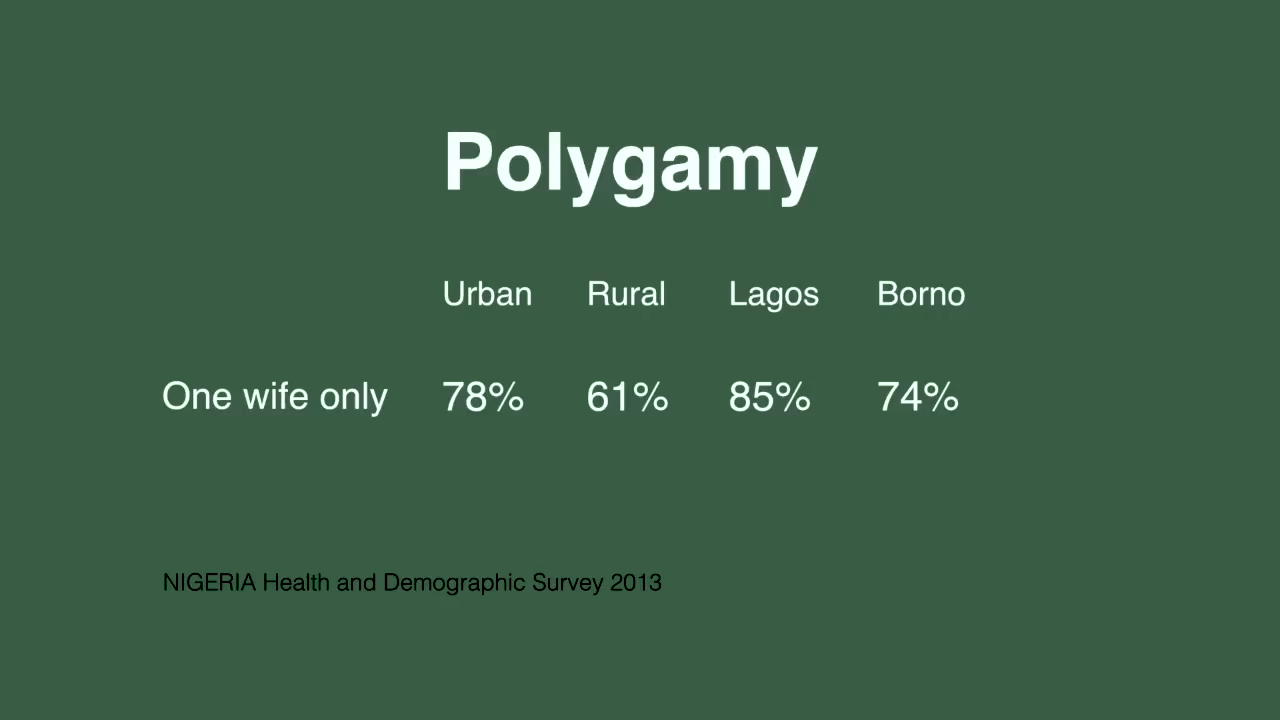 Polygamy
Urban Rural Lagos Borno
One wife only 78% 61% 85% 74%
NIGERIA Health and Demographic Survey 2013